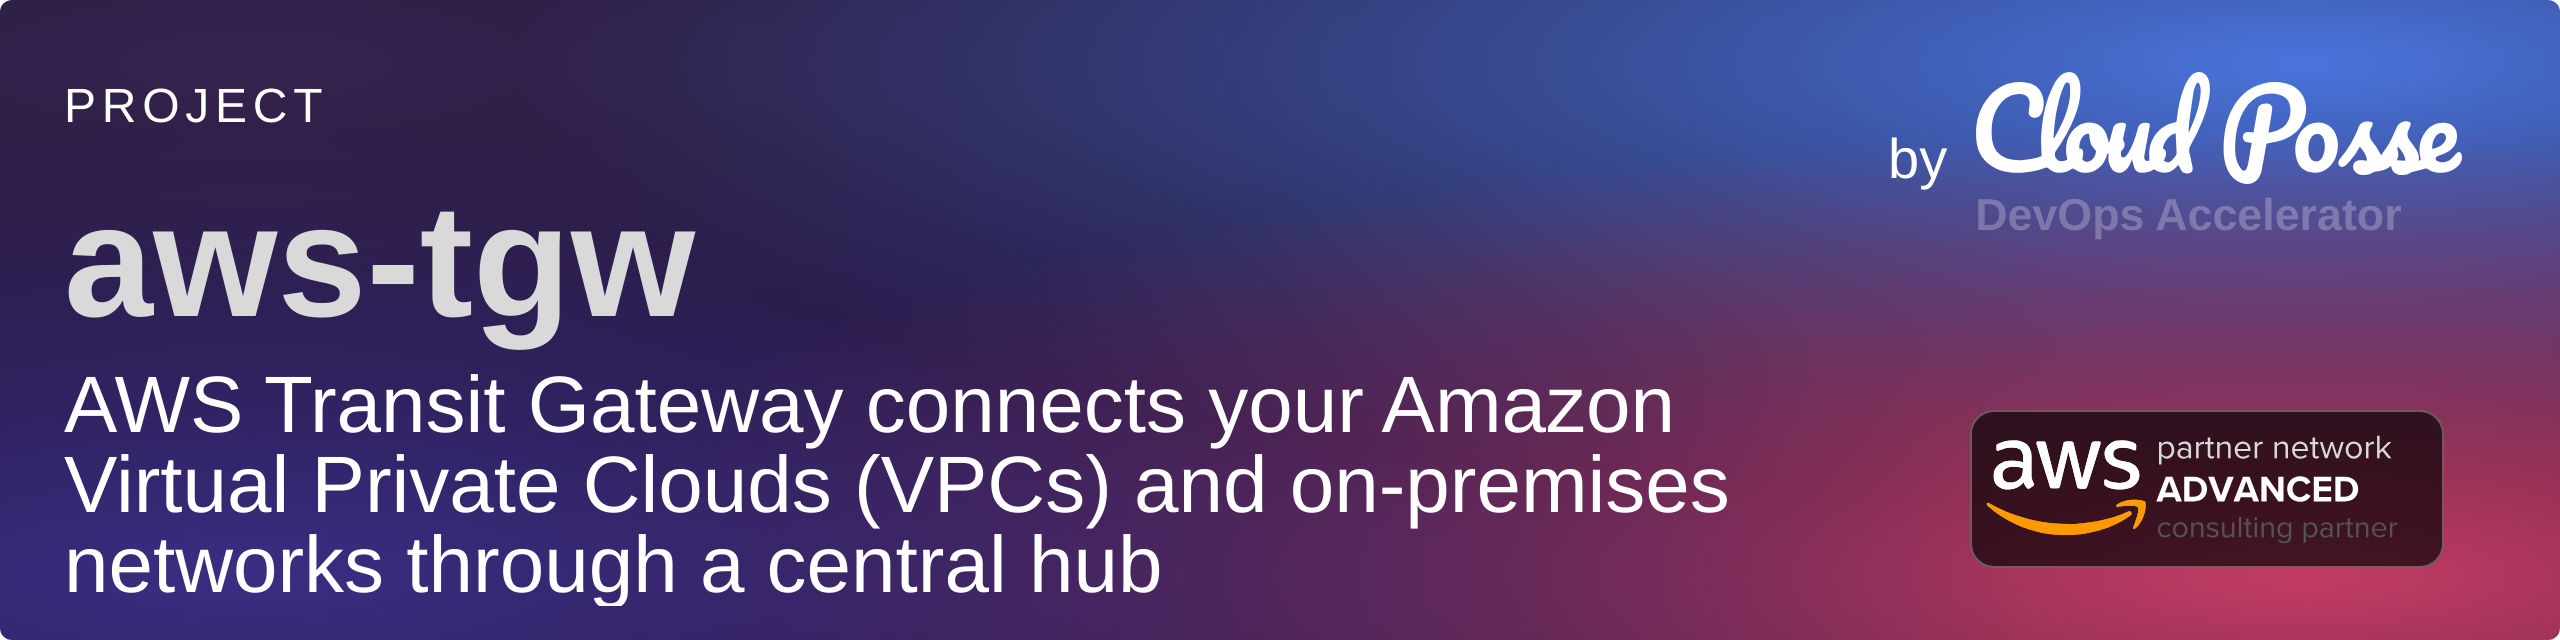 PROJECT
by Cloud Posse
DevOps Accelerator
aws-tgw
AWS Transit Gateway connects your Amazon
Virtual Private Clouds (VPCs) and on-premises
networks through a central hub
aws partner network
ADVANCED
consulting partner